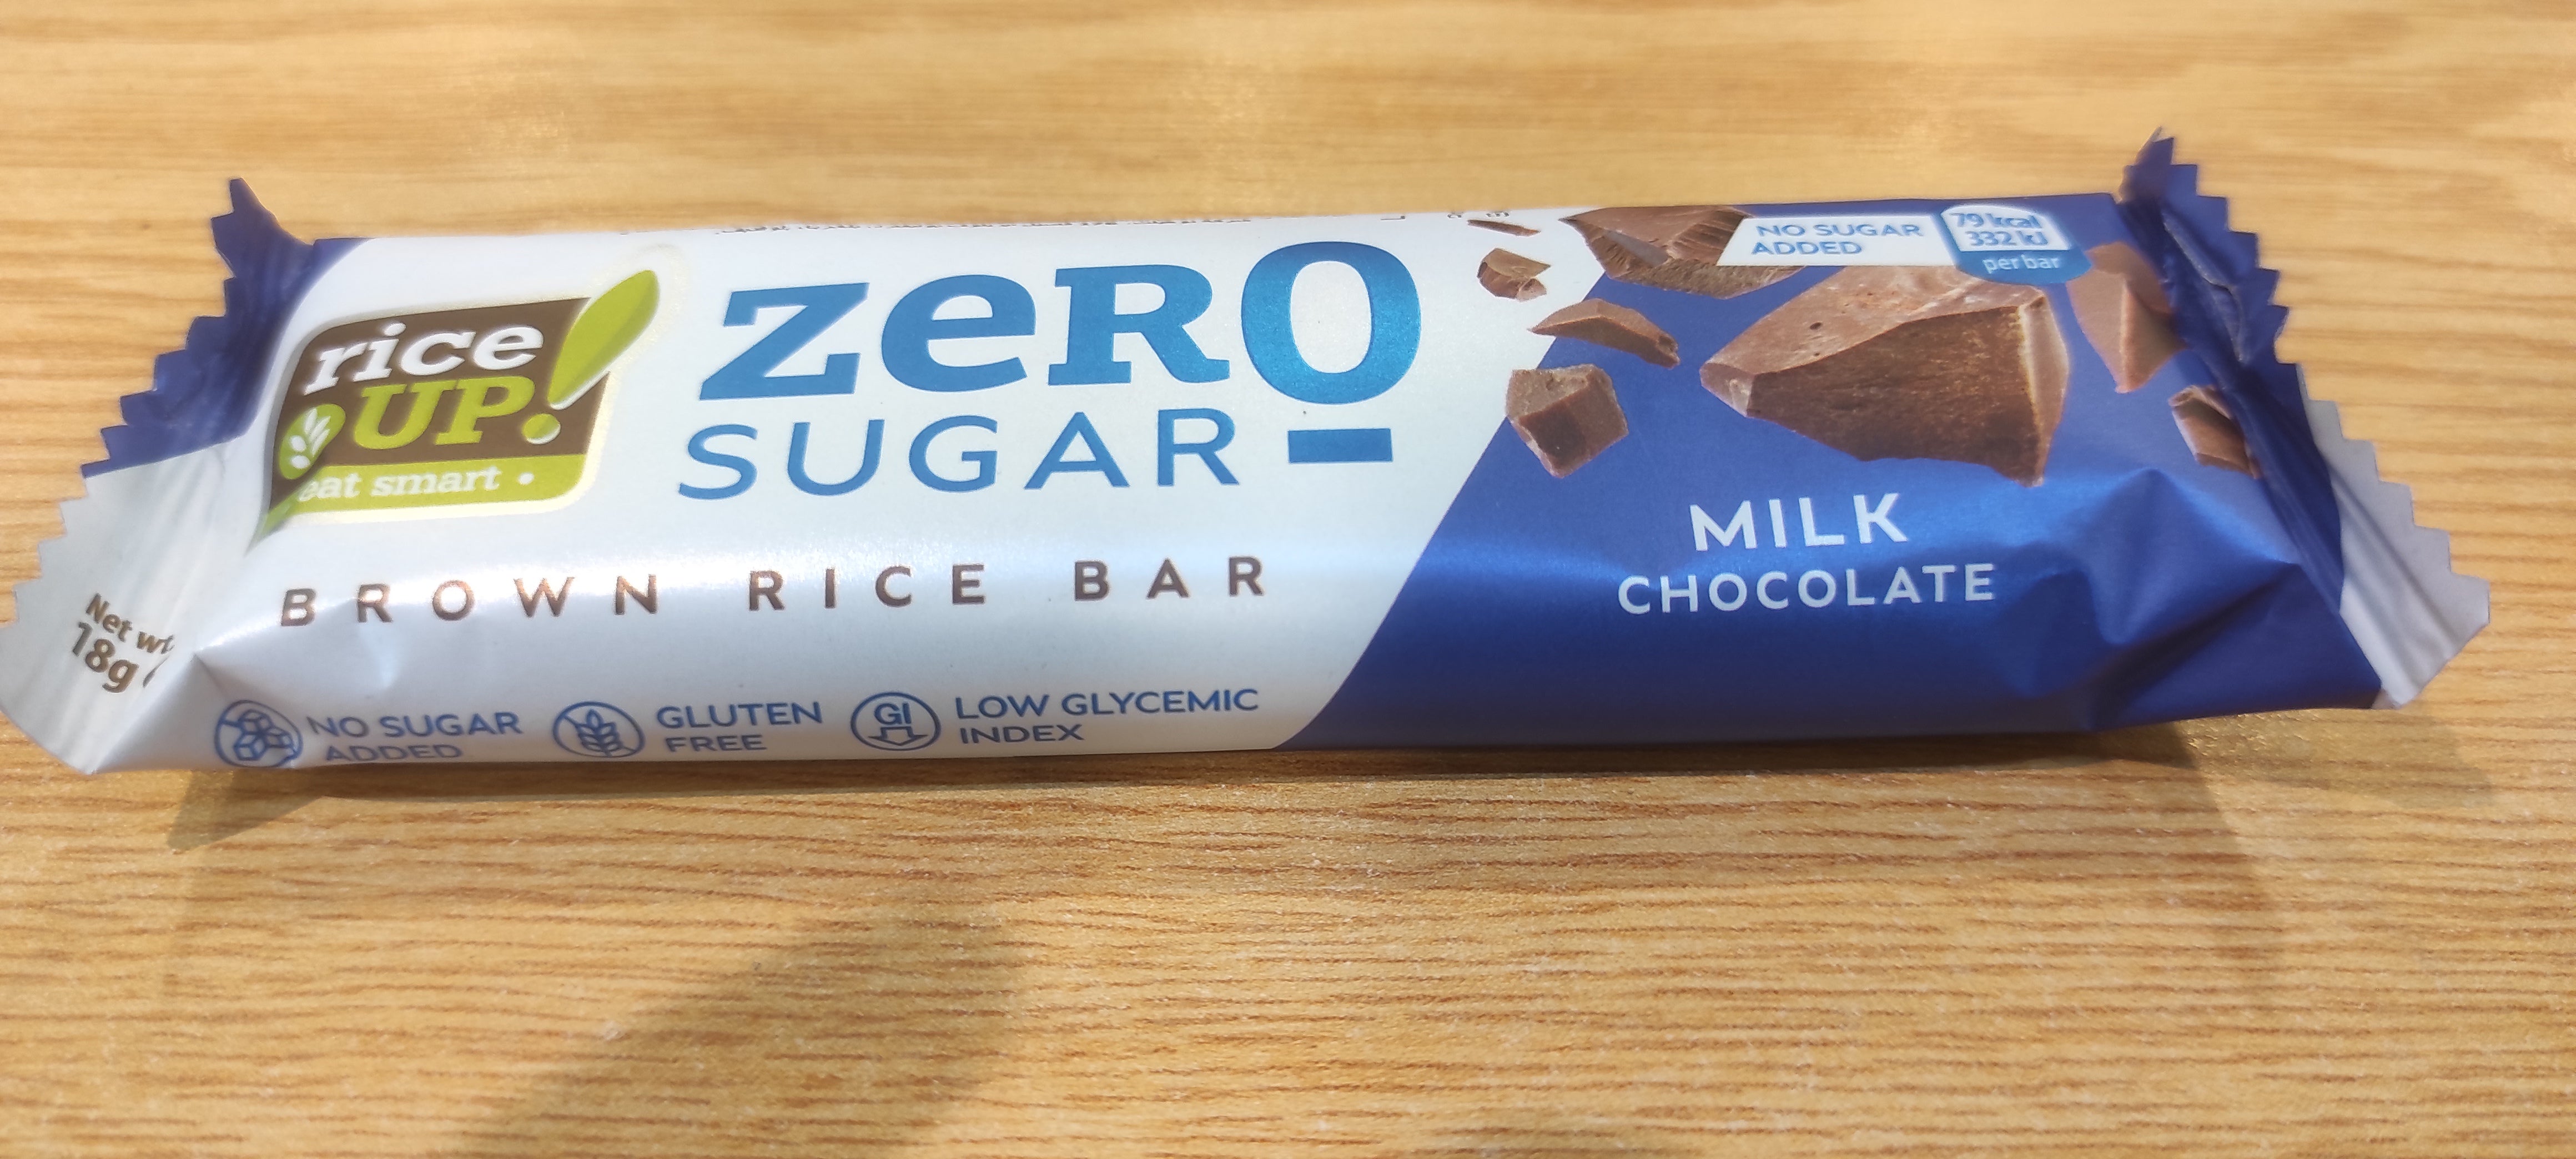 rice
UP!
eat smart •
zero
SUGAR
BROWN RICE BAR
Net wt
18g
NO SUGAR
ADDED
GLUTEN
FREE
GI
LOW GLYCEMIC
INDEX
NO SUGAR
ADDED
79 kcal
332 kJ
per bar
MILK
CHOCOLATE